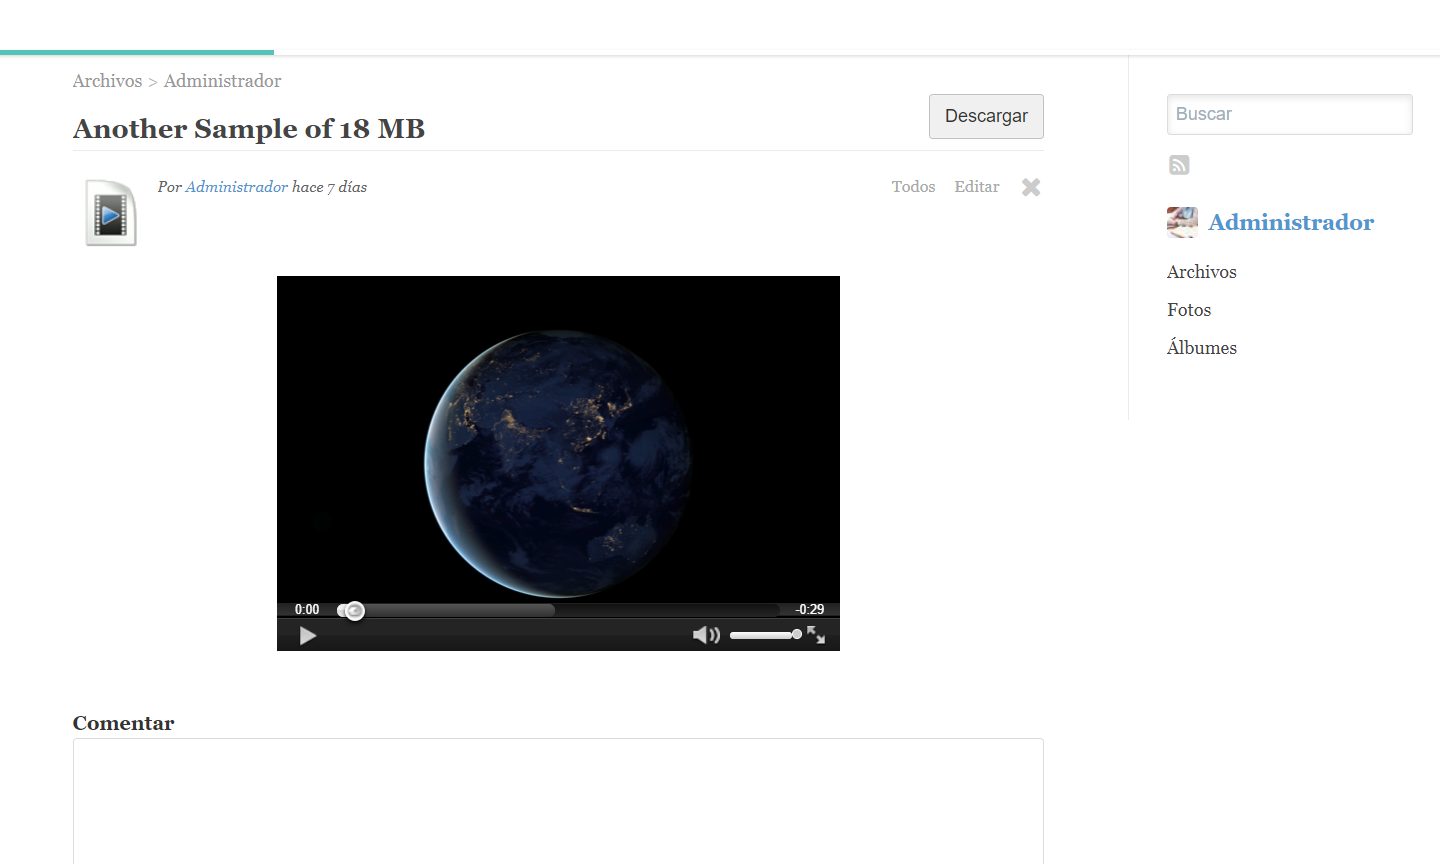 Archivos > Administrador
Another Sample of 18 MB
Descargar
Por Administrador hace 7 días
Todos Editar
0:00
-0:29
Comentar
Buscar
Administrador
Archivos
Fotos
Álbumes